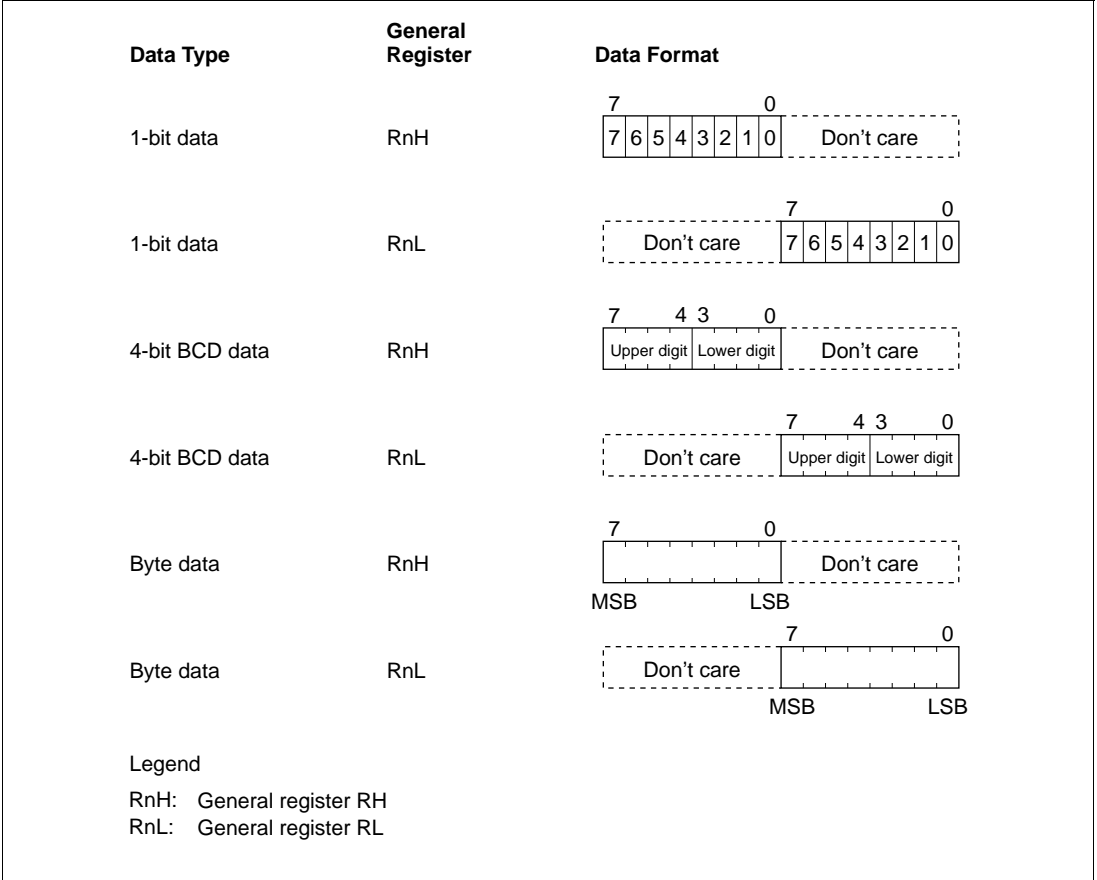 General
Data Type Register Data Format
7 0
1-bit data RnH 7 6 5 4 3 2 1 0 Don't care
7 0
1-bit data RnL Don't care 7 6 5 4 3 2 1 0
7 4 3 0
4-bit BCD data RnH Upper digit Lower digit Don't care
7 4 3 0
4-bit BCD data RnL Don't care Upper digit Lower digit
7 0
Byte data RnH Don't care
MSB LSB
7 0
Byte data RnL Don't care
MSB LSB
Legend
RnH: General register RH
RnL: General register RL